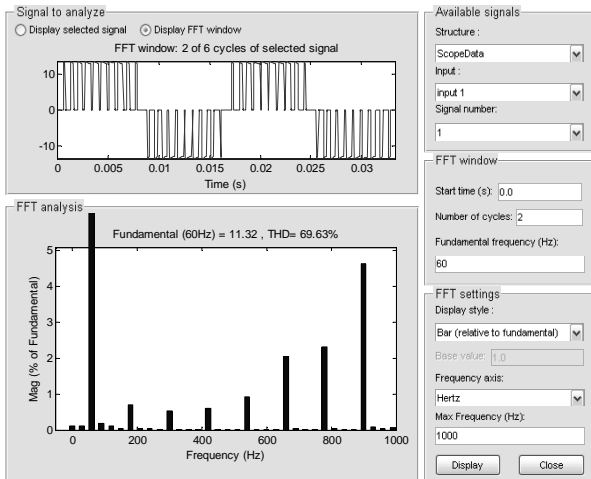 Signal to analyze
Display selected signal
Display FFT window
FFT window: 2 of 6 cycles of selected signal
10
0
-10
0 0.005 0.01 0.015 0.02 0.025 0.03
Time (s)
FFT analysis
Fundamental (60Hz) = 11.32 , THD= 69.63%
5
4
3
2
1
0
Mag (% of Fundamental)
0 200 400 600 800 1000
Frequency (Hz)
Available signals
Structure :
ScopeData
Input :
input 1
Signal number:
1
FFT window
Start time (s): 0.0
Number of cycles: 2
Fundamental frequency (Hz):
60
FFT settings
Display style :
Bar (relative to fundamental)
Base value: 1.0
Frequency axis:
Hertz
Max Frequency (Hz):
1000
Display Close